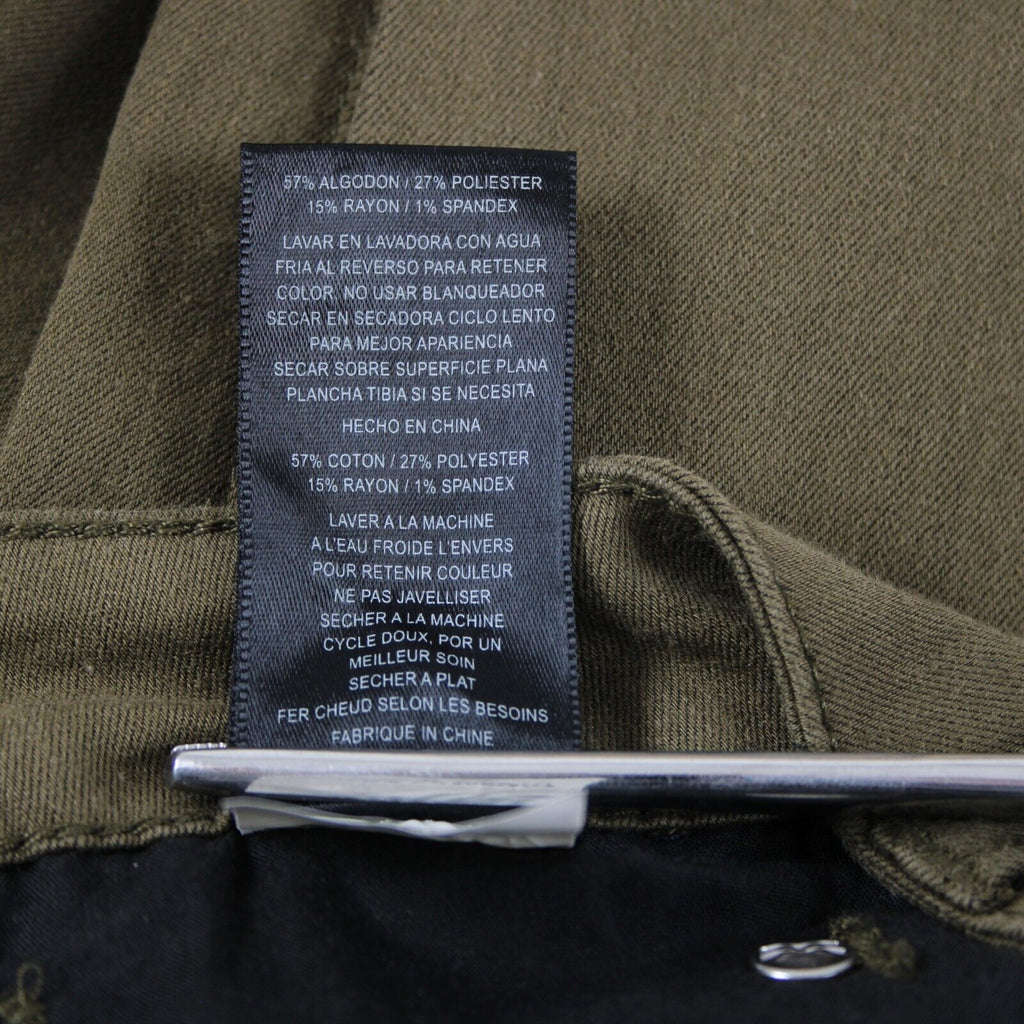 57% ALGODON / 27% POLIESTER
15% RAYON / 1% SPANDEX
LAVAR EN LAVADORA CON AGUA
FRIA AL REVERSO PARA RETENER
COLOR. NO USAR BLANQUEADOR
SECAR EN SECADORA CICLO LENTO
PARA MEJOR APARIENCIA
SECAR SOBRE SUPERFICIE PLANA
PLANCHA TIBIA SI SE NECESITA
HECHO EN CHINA
57% COTON / 27% POLYESTER
15% RAYON / 1% SPANDEX
LAVER A LA MACHINE
A L'EAU FROIDE L'ENVERS
POUR RETENIR COULEUR
NE PAS JAVELLISER
SECHER A LA MACHINE
CYCLE DOUX, POR UN
MEILLEUR SOIN
SECHER A PLAT
FER CHEUD SELON LES BESOINS
FABRIQUE IN CHINE